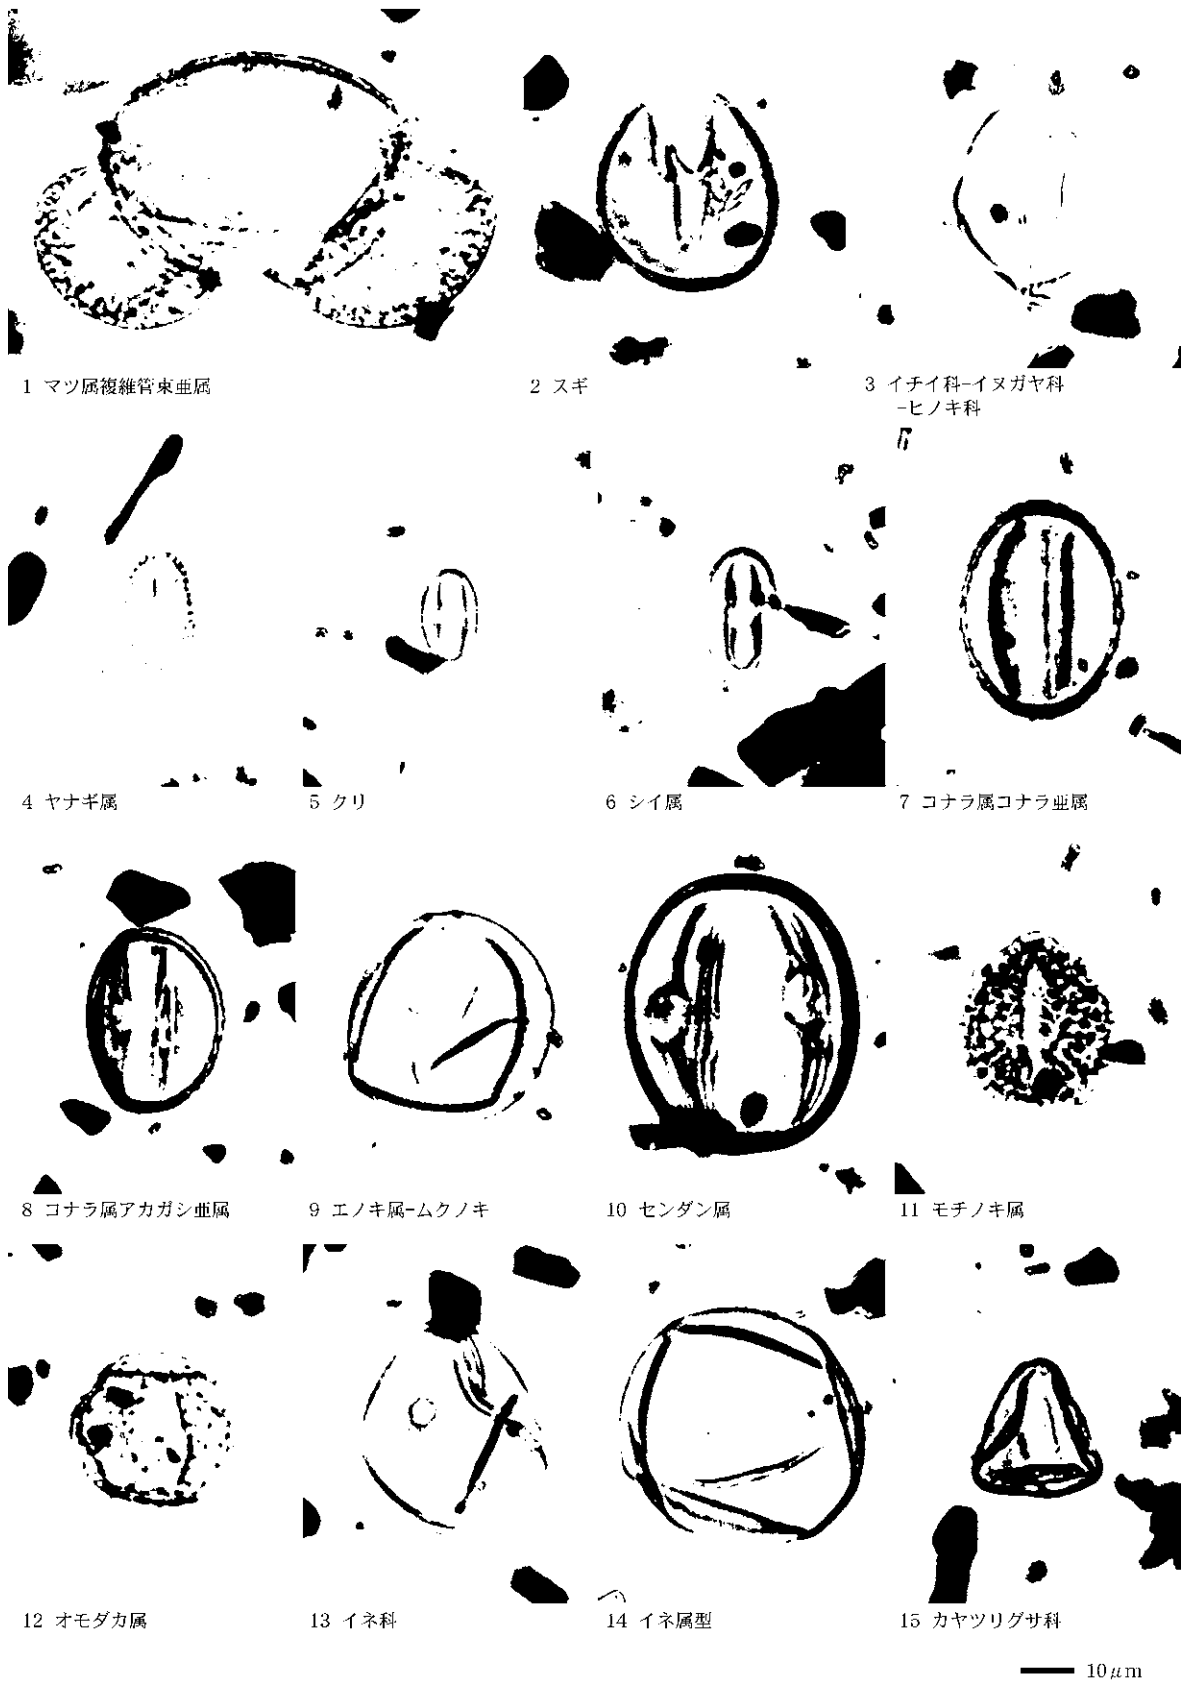 1 マツ属複維管束亜属
2 スギ
3 イチイ科-イヌガヤ科
-ヒノキ科
4 ヤナギ属
5 クリ
6 シイ属
7 コナラ属コナラ亜属
8 コナラ属アカガシ亜属
9 エノキ属-ムクノキ
10 センダン属
11 モチノキ属
12 オモダカ属
13 イネ科
14 イネ属型
15 カヤツリグサ科
10μm